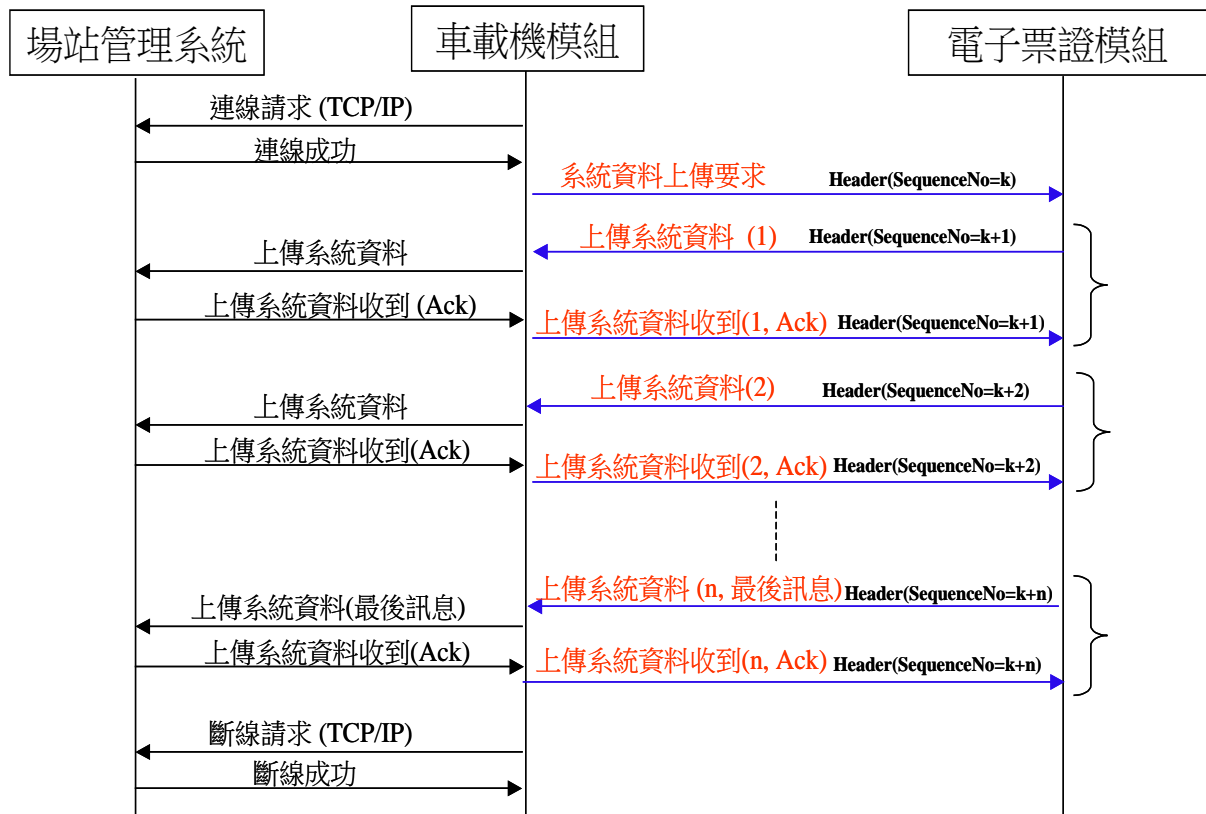 場站管理系統
車載機模組
電子票證模組
連線請求 (TCP/IP)
連線成功
系統資料上傳要求 Header(SequenceNo=k)
上傳系統資料 (1) Header(SequenceNo=k+1)
上傳系統資料
上傳系統資料收到 (Ack)
上傳系統資料收到(1, Ack) Header(SequenceNo=k+1)
上傳系統資料(2) Header(SequenceNo=k+2)
上傳系統資料
上傳系統資料收到(Ack)
上傳系統資料收到(2, Ack) Header(SequenceNo=k+2)
上傳系統資料 (n, 最後訊息) Header(SequenceNo=k+n)
上傳系統資料(最後訊息)
上傳系統資料收到(Ack)
上傳系統資料收到(n, Ack) Header(SequenceNo=k+n)
斷線請求 (TCP/IP)
斷線成功